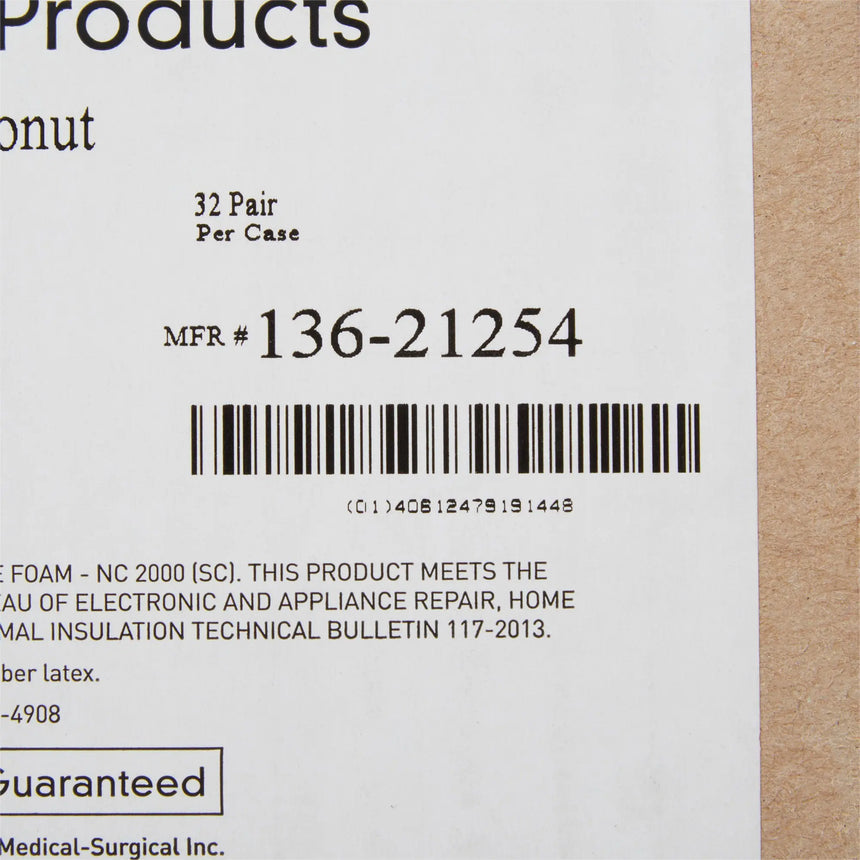 Products
onut
32 Pair
Per Case
MFR # 136-21254
(01)40612479191448
E FOAM - NC 2000 (SC). THIS PRODUCT MEETS THE
EAU OF ELECTRONIC AND APPLIANCE REPAIR, HOME
MAL INSULATION TECHNICAL BULLETIN 117-2013.
ber latex.
-4908
Guaranteed
Medical-Surgical Inc.